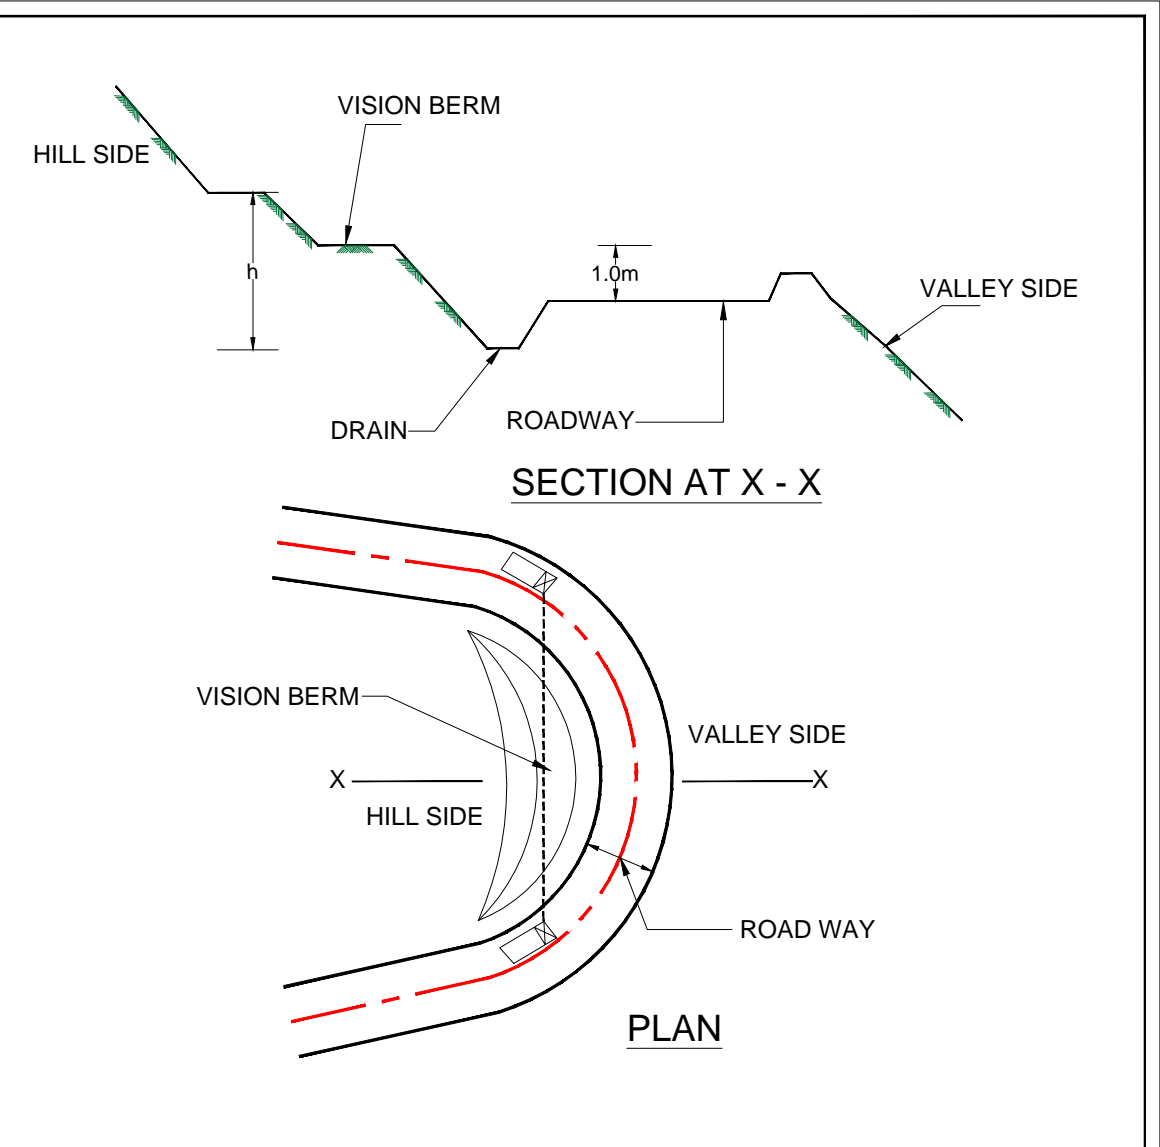 VISION BERM
HILL SIDE
h
1.0m
VALLEY SIDE
DRAIN
ROADWAY
SECTION AT X - X
VISION BERM
VALLEY SIDE
X
X
HILL SIDE
ROAD WAY
PLAN